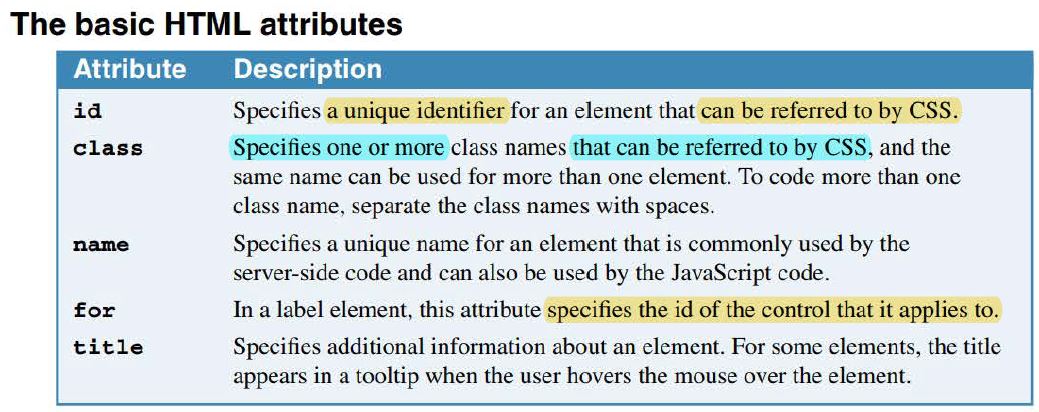 The basic HTML attributes
Attribute Description
id Specifies a unique identifier for an element that can be referred to by CSS.
class Specifies one or more class names that can be referred to by CSS, and the
same name can be used for more than one element. To code more than one
class name, separate the class names with spaces.
name Specifies a unique name for an element that is commonly used by the
server-side code and can also be used by the JavaScript code.
for In a label element, this attribute specifies the id of the control that it applies to.
title Specifies additional information about an element. For some elements, the title
appears in a tooltip when the user hovers the mouse over the element.